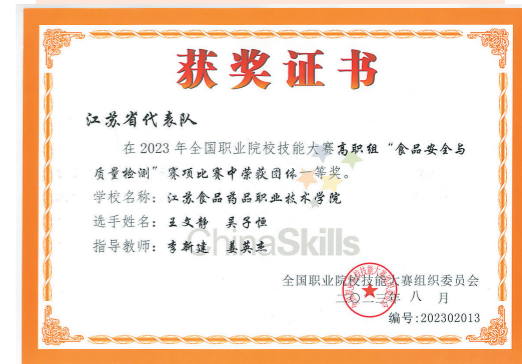 获奖证书
江苏省代表队
在 2023 年全国职业院校技能大赛高职组“食品安全与
质量检测”赛项比赛中荣获团体一等奖。
学校名称：江苏食品药品职业技术学院
选手姓名：王文静 吴子恒
指导教师：李新建 姜英杰
ChinaSkills
全国职业院校技能大赛组织委员会
二〇二三年 八 月
编号:202302013